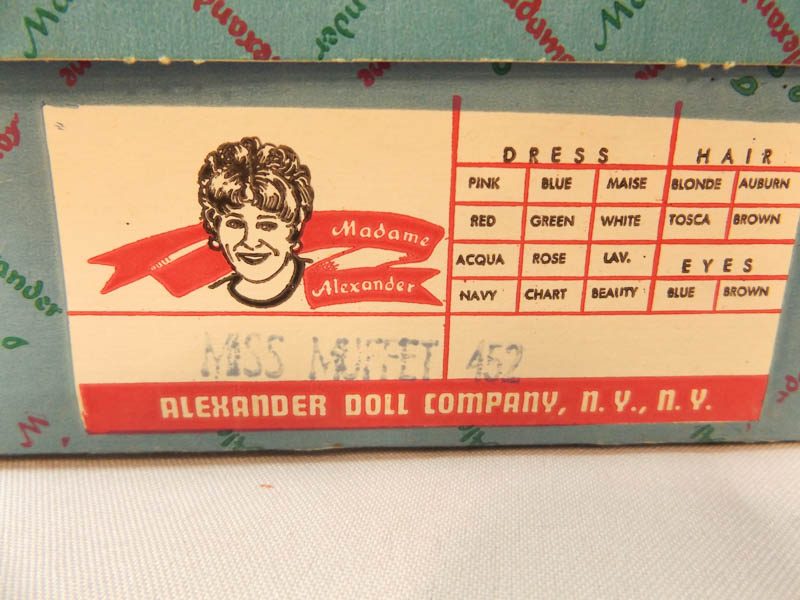 Madame
Alexander
DRESS HAIR
PINK BLUE MAISE BLONDE AUBURN
RED GREEN WHITE TOSCA BROWN
ACQUA ROSE LAV. EYES
NAVY CHART BEAUTY BLUE BROWN
MISS MUFFET 452
ALEXANDER DOLL COMPANY, N.Y., N.Y.